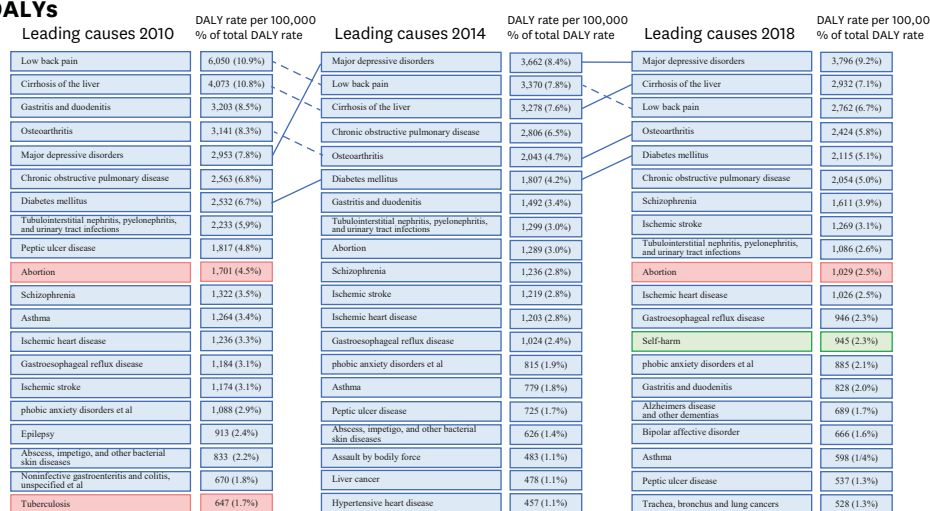 DALYs
Leading causes 2010
DALY rate per 100,000
% of total DALY rate
Low back pain 6,050 (10.9%)
Cirrhosis of the liver 4,073 (10.8%)
Gastritis and duodenitis 3,203 (8.5%)
Osteoarthritis 3,141 (8.3%)
Major depressive disorders 2,953 (7.8%)
Chronic obstructive pulmonary disease 2,563 (6.8%)
Diabetes mellitus 2,532 (6.7%)
Tubulointerstitial nephritis, pyelonephritis,
and urinary tract infections 2,233 (5,9%)
Peptic ulcer disease 1,817 (4.8%)
Abortion 1,701 (4.5%)
Schizophrenia 1,322 (3.5%)
Asthma 1,264 (3.4%)
Ischemic heart disease 1,236 (3.3%)
Gastroesophageal reflux disease 1,184 (3.1%)
Ischemic stroke 1,174 (3.1%)
phobic anxiety disorders et al 1,088 (2.9%)
Epilepsy 913 (2.4%)
Abscess, impetigo, and other bacterial
skin diseases 833 (2.2%)
Noninfective gastroenteritis and colitis,
unspecified et al 670 (1.8%)
Tuberculosis 647 (1.7%)
Leading causes 2014
DALY rate per 100,000
% of total DALY rate
Major depressive disorders 3,662 (8.4%)
Low back pain 3,370 (7.8%)
Cirrhosis of the liver 3,278 (7.6%)
Chronic obstructive pulmonary disease 2,806 (6.5%)
Osteoarthritis 2,043 (4.7%)
Diabetes mellitus 1,807 (4.2%)
Gastritis and duodenitis 1,492 (3.4%)
Tubulointerstitial nephritis, pyelonephritis,
and urinary tract infections 1,299 (3.0%)
Abortion 1,289 (3.0%)
Schizophrenia 1,236 (2.8%)
Ischemic stroke 1,219 (2.8%)
Ischemic heart disease 1,203 (2.8%)
Gastroesophageal reflux disease 1,024 (2.4%)
phobic anxiety disorders et al 815 (1.9%)
Asthma 779 (1.8%)
Peptic ulcer disease 725 (1.7%)
Abscess, impetigo, and other bacterial
skin diseases 626 (1.4%)
Assault by bodily force 483 (1.1%)
Liver cancer 478 (1.1%)
Hypertensive heart disease 457 (1.1%)
Leading causes 2018
DALY rate per 100,00
% of total DALY rate
Major depressive disorders 3,796 (9.2%)
Cirrhosis of the liver 2,932 (7.1%)
Low back pain 2,762 (6.7%)
Osteoarthritis 2,424 (5.8%)
Diabetes mellitus 2,115 (5.1%)
Chronic obstructive pulmonary disease 2,054 (5.0%)
Schizophrenia 1,611 (3.9%)
Ischemic stroke 1,269 (3.1%)
Tubulointerstitial nephritis, pyelonephritis,
and urinary tract infections 1,086 (2.6%)
Abortion 1,029 (2.5%)
Ischemic heart disease 1,026 (2.5%)
Gastroesophageal reflux disease 946 (2.3%)
Self-harm 945 (2.3%)
phobic anxiety disorders et al 885 (2.1%)
Gastritis and duodenitis 828 (2.0%)
Alzheimers disease
and other dementias 689 (1.7%)
Bipolar affective disorder 666 (1.6%)
Asthma 598 (1/4%)
Peptic ulcer disease 537 (1.3%)
Trachea, bronchus and lung cancers 528 (1.3%)